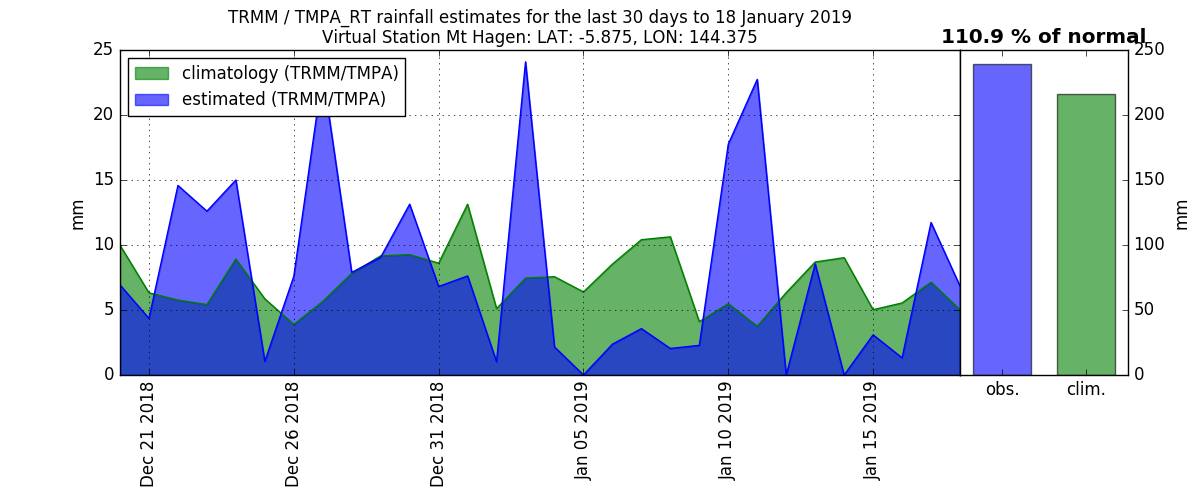 TRMM / TMPA_RT rainfall estimates for the last 30 days to 18 January 2019
Virtual Station Mt Hagen: LAT: -5.875, LON: 144.375
110.9 % of normal
climatology (TRMM/TMPA)
estimated (TRMM/TMPA)
25
20
15
10
5
0
mm
Dec 21 2018
Dec 26 2018
Dec 31 2018
Jan 05 2019
Jan 10 2019
Jan 15 2019
obs.
clim.
250
200
150
100
50
0
mm